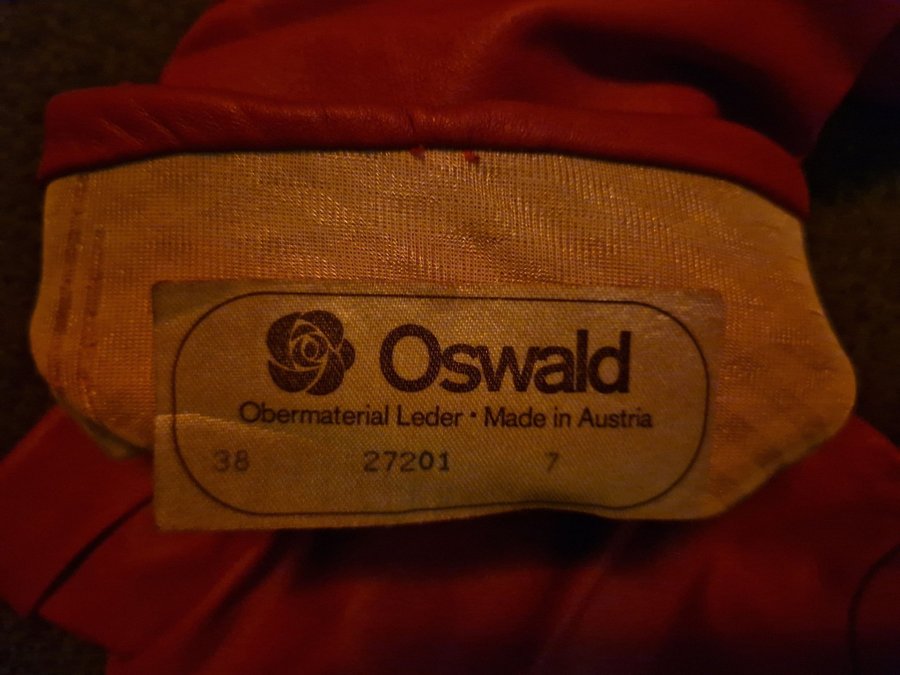 Oswald
Obermaterial Leder · Made in Austria
38 27201 7